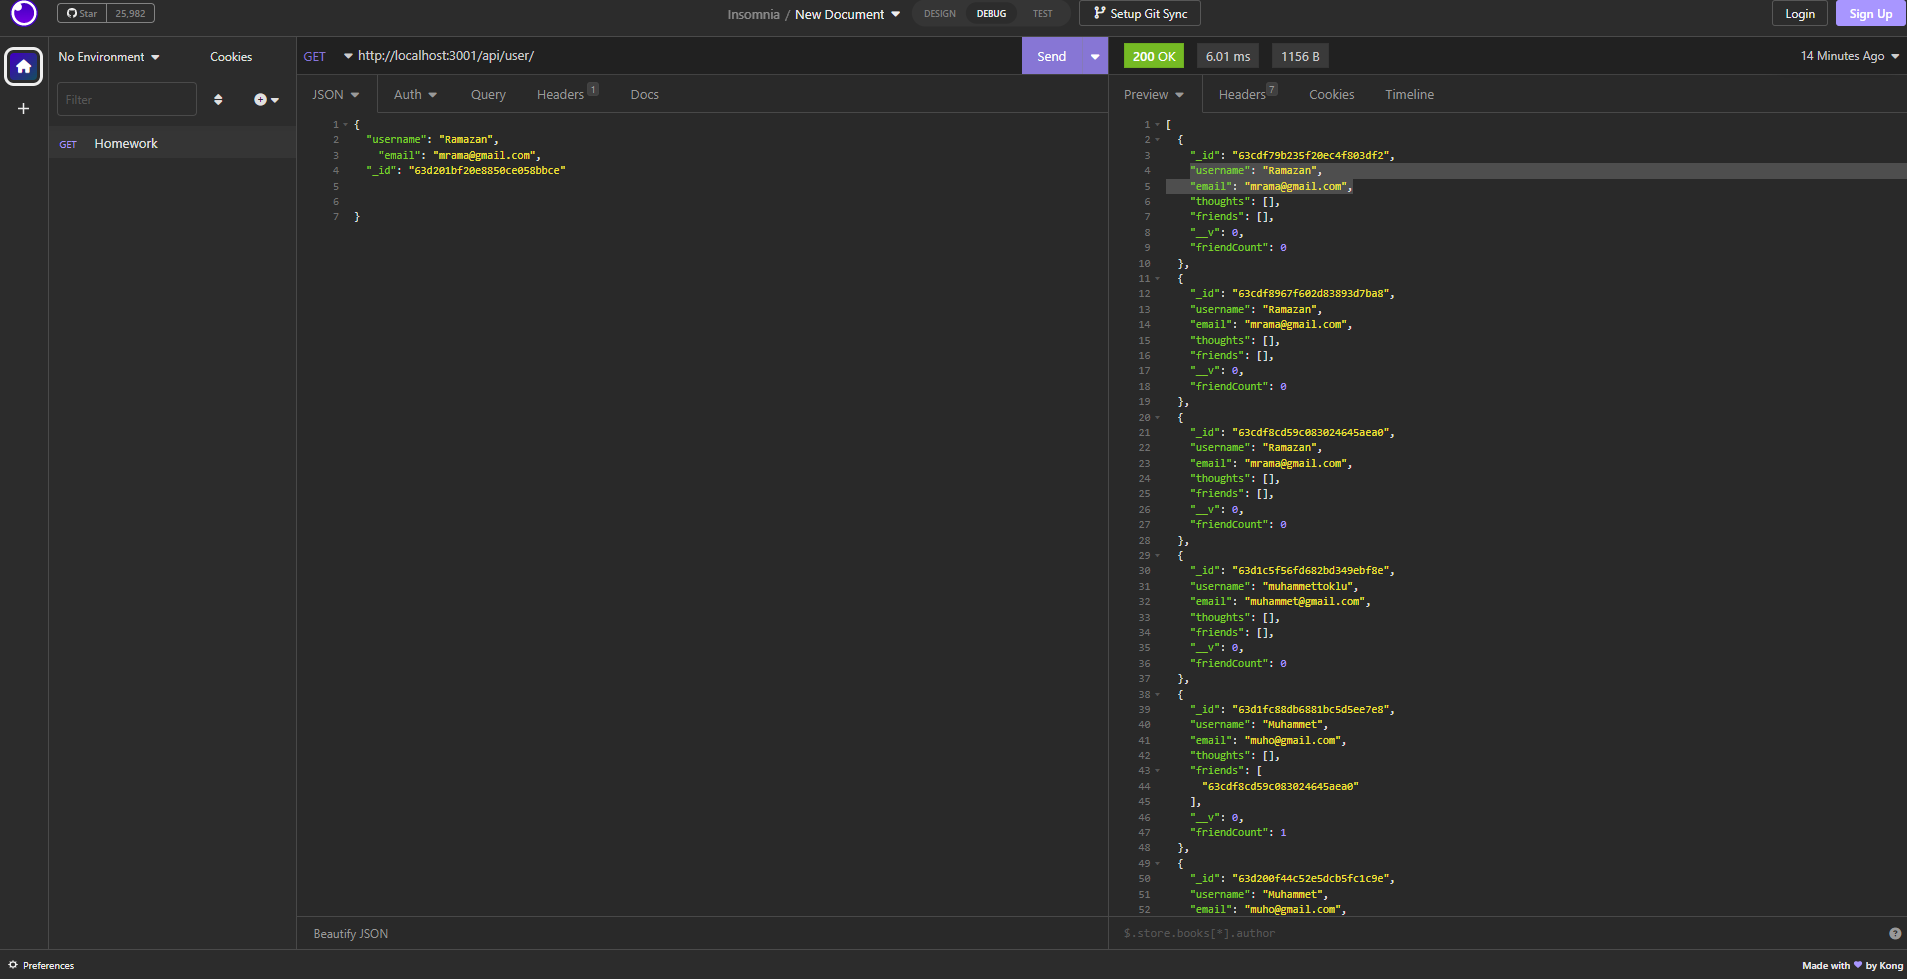 Star 25,982
Insomnia / New Document
DESIGN DEBUG TEST
Setup Git Sync
Login Sign Up
No Environment Cookies
Filter
GET Homework
GET http://localhost:3001/api/user/ Send
JSON Auth Query Headers 1 Docs
1 {
2 "username": "Ramazan",
3 "email": "mrama@gmail.com",
4 "_id": "63d201bf20e8850ce058bbce"
5
6
7 }
Beautify JSON
200 OK 6.01 ms 1156 B 14 Minutes Ago
Preview Headers 7 Cookies Timeline
1 [
2 {
3 "_id": "63cdf79b235f20ec4f803df2",
4 "username": "Ramazan",
5 "email": "mrama@gmail.com",
6 "thoughts": [],
7 "friends": [],
8 "__v": 0,
9 "friendCount": 0
10 },
11 {
12 "_id": "63cdf8967f602d83893d7ba8",
13 "username": "Ramazan",
14 "email": "mrama@gmail.com",
15 "thoughts": [],
16 "friends": [],
17 "__v": 0,
18 "friendCount": 0
19 },
20 {
21 "_id": "63cdf8cd59c083024645aea0",
22 "username": "Ramazan",
23 "email": "mrama@gmail.com",
24 "thoughts": [],
25 "friends": [],
26 "__v": 0,
27 "friendCount": 0
28 },
29 {
30 "_id": "63d1c5f56fd682bd349ebf8e",
31 "username": "muhammettoklu",
32 "email": "muhammet@gmail.com",
33 "thoughts": [],
34 "friends": [],
35 "__v": 0,
36 "friendCount": 0
37 },
38 {
39 "_id": "63d1fc88db6881bc5d5ee7e8",
40 "username": "Muhammet",
41 "email": "muho@gmail.com",
42 "thoughts": [],
43 "friends": [
44 "63cdf8cd59c083024645aea0"
45 ],
46 "__v": 0,
47 "friendCount": 1
48 },
49 {
50 "_id": "63d200f44c52e5dcb5fc1c9e",
51 "username": "Muhammet",
52 "email": "muho@gmail.com",
$.store.books[*].author
Preferences
Made with by Kong